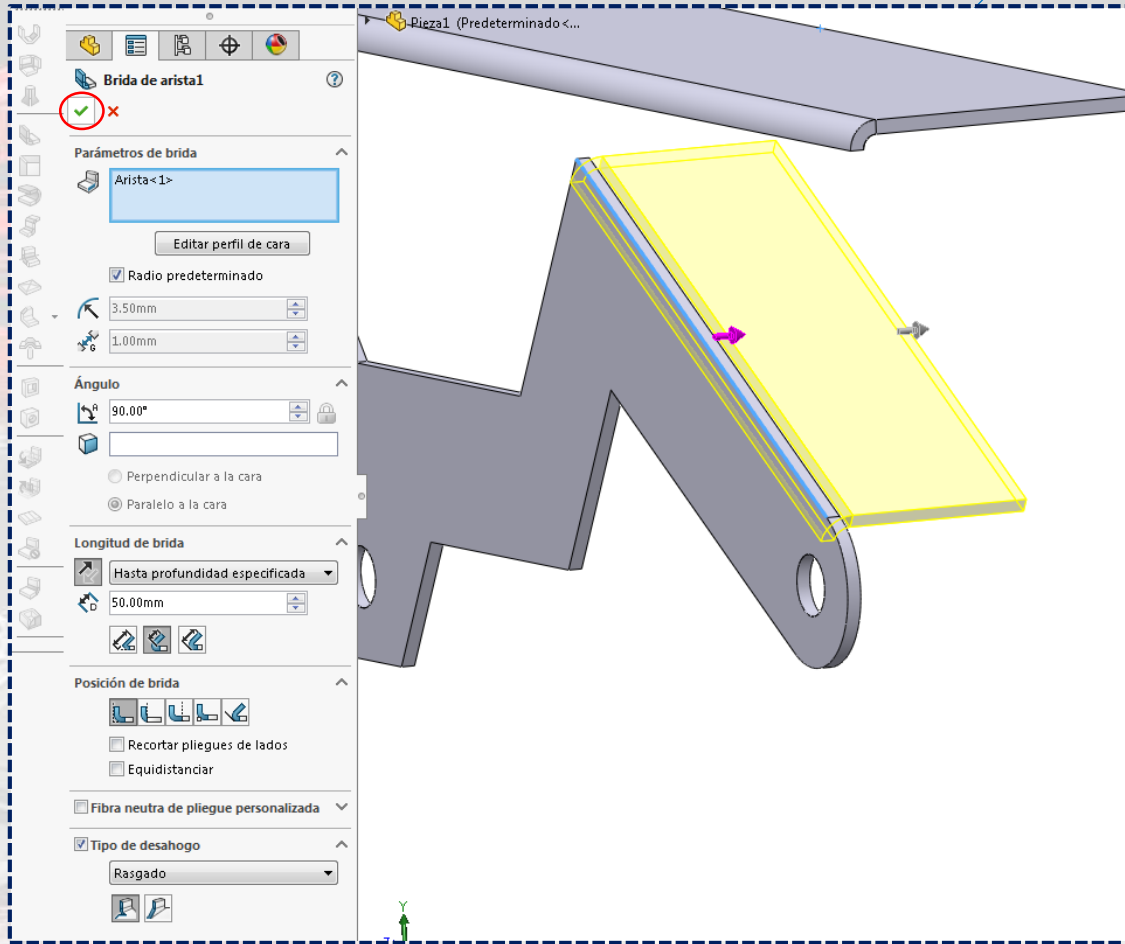 Pieza1 (Predeterminado<...
Brida de arista1
?
Parámetros de brida
Arista<1>
Editar perfil de cara
Radio predeterminado
3.50mm
1.00mm
Ángulo
90.00°
Perpendicular a la cara
Paralelo a la cara
Longitud de brida
Hasta profundidad especificada
50.00mm
Posición de brida
Recortar pliegues de lados
Equidistanciar
Fibra neutra de pliegue personalizada
Tipo de desahogo
Rasgado
Y
Z